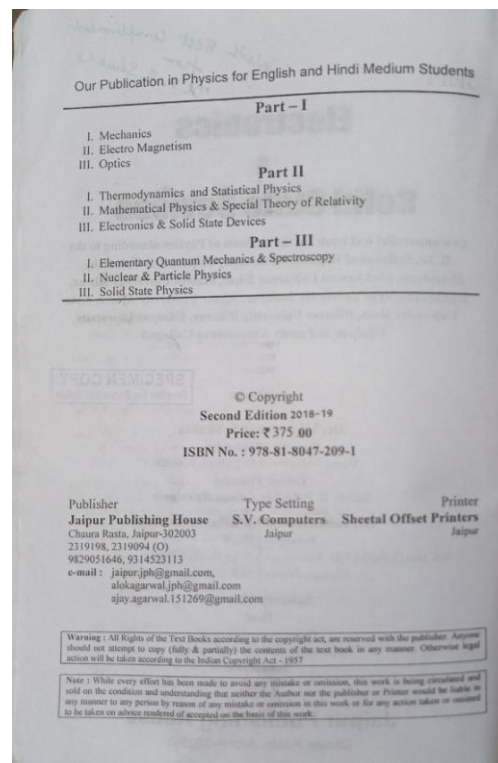 Our Publication in Physics for English and Hindi Medium Students
Part – I
I. Mechanics
II. Electro Magnetism
III. Optics
Part II
I. Thermodynamics and Statistical Physics
II. Mathematical Physics & Special Theory of Relativity
III. Electronics & Solid State Devices
Part – III
I. Elementary Quantum Mechanics & Spectroscopy
II. Nuclear & Particle Physics
III. Solid State Physics
© Copyright
Second Edition 2018-19
Price: ₹ 375 00
ISBN No. : 978-81-8047-209-1
Publisher Type Setting Printer
Jaipur Publishing House S.V. Computers Sheetal Offset Printers
Chaura Rasta, Jaipur-302003 Jaipur Jaipur
2319198, 2319094 (O)
9829051646, 9314523113
e-mail : jaipur.jph@gmail.com,
alokagarwal.jph@gmail.com
ajay.agarwal.151269@gmail.com
Warning : All Rights of the Text Books according to the copyright act, are reserved with the publisher. Anyone
should not attempt to copy (fully & partially) the contents of the text book in any manner. Otherwise legal
action will be taken according to the Indian Copyright Act - 1957
Note : While every effort has been made to avoid any mistake or omission, this work is being circulated and
sold on the condition and understanding that neither the Author nor the publisher or Printer would be liable in
any manner to any person by reason of any mistake or omission in this work or for any action taken or omitted
to be taken on advice rendered of accepted on the basis of this work.